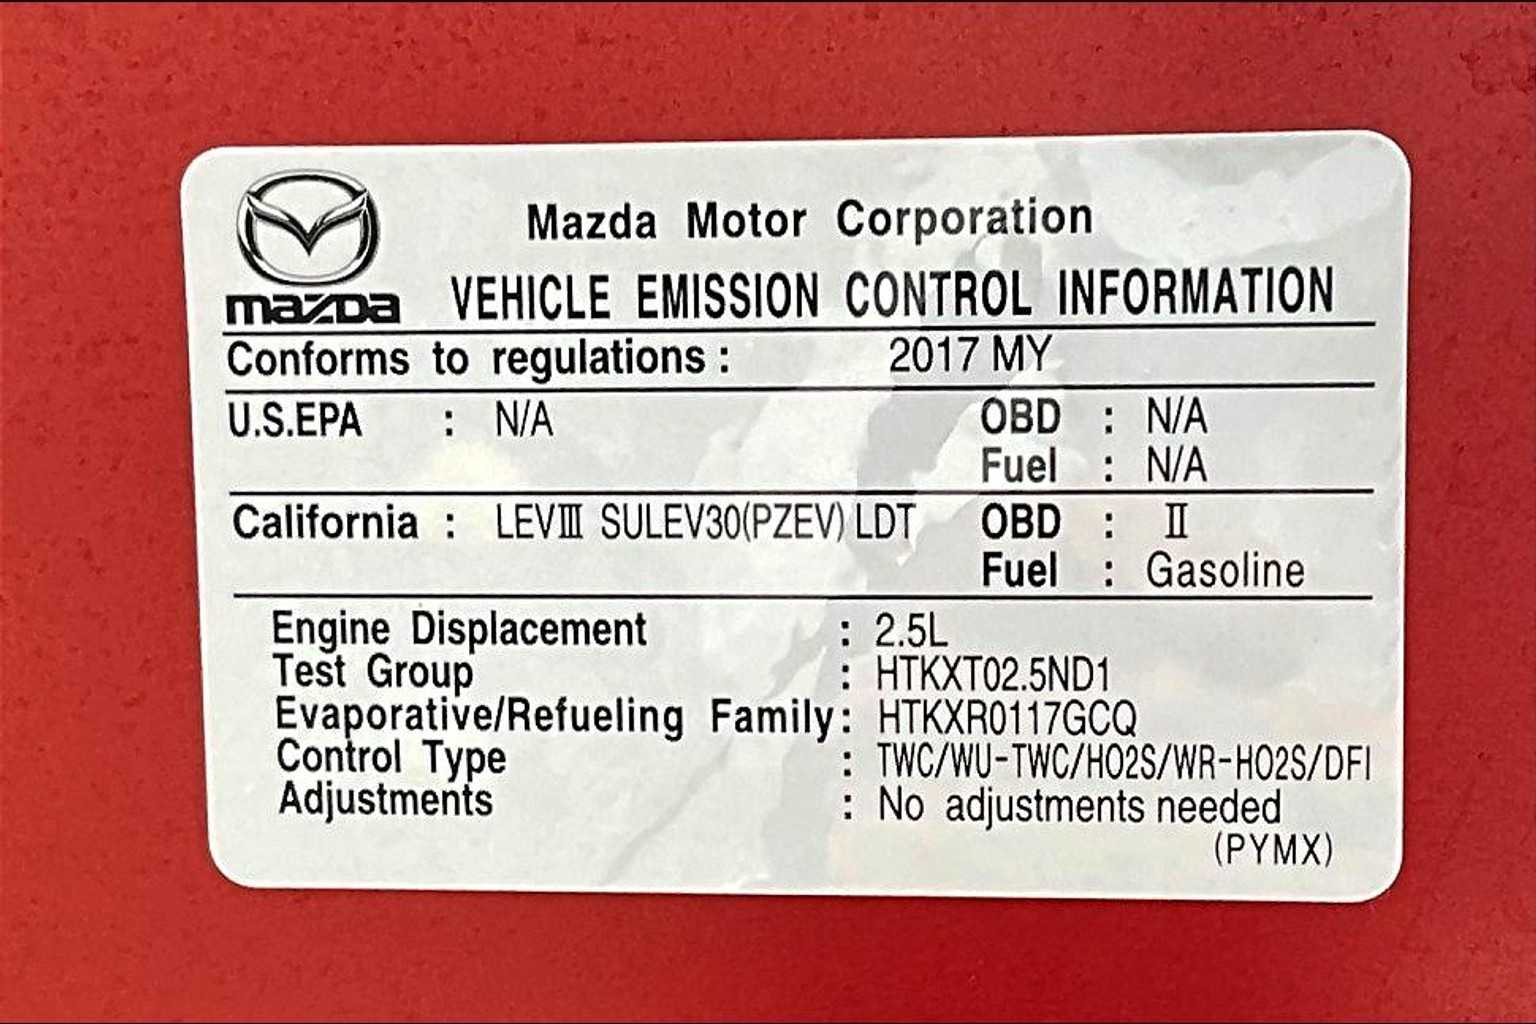 Mazda Motor Corporation
mazda VEHICLE EMISSION CONTROL INFORMATION
Conforms to regulations : 2017 MY
U.S.EPA : N/A OBD : N/A
Fuel : N/A
California : LEVⅢ SULEV30(PZEV) LDT OBD : Ⅱ
Fuel : Gasoline
Engine Displacement : 2.5L
Test Group : HTKXT02.5ND1
Evaporative/Refueling Family : HTKXR0117GCQ
Control Type : TWC/WU-TWC/HO2S/WR-HO2S/DFI
Adjustments : No adjustments needed
(PYMX)